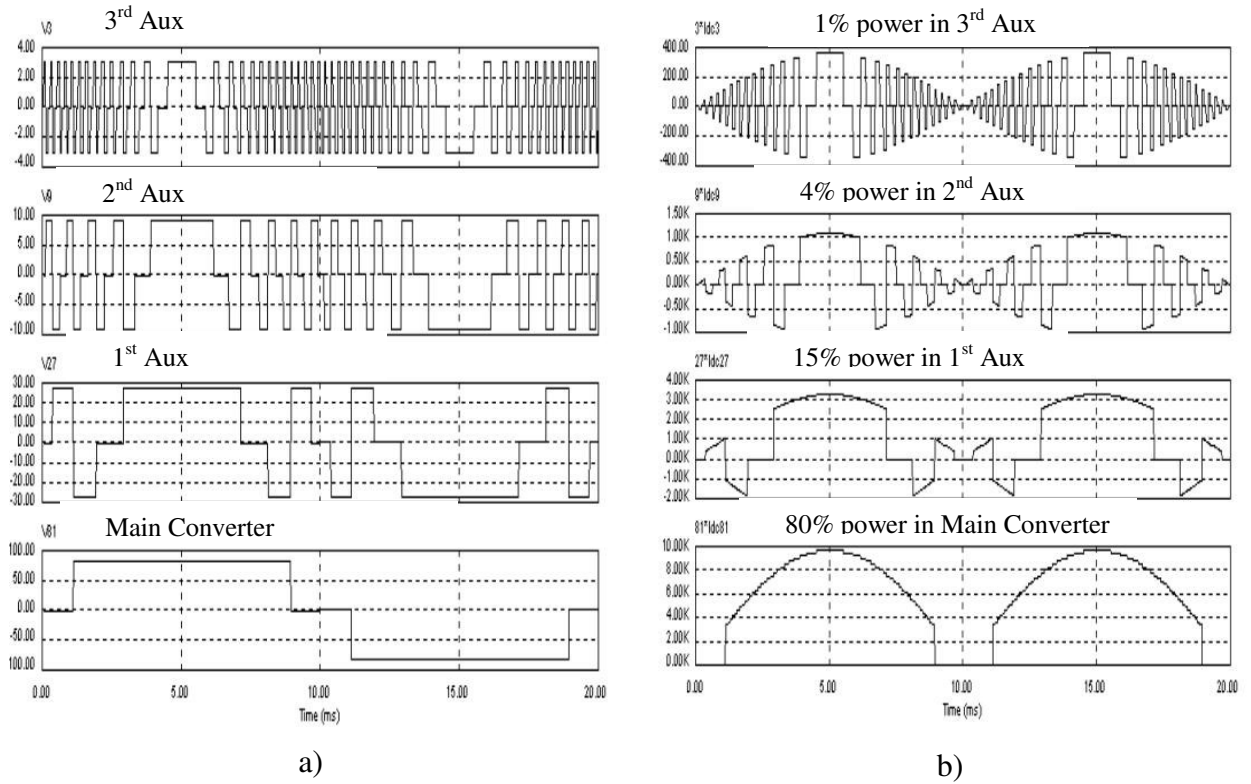 3rd Aux
V3
4.00
2.00
0.00
-2.00
-4.00
2nd Aux
V9
10.00
5.00
0.00
-5.00
-10.00
1st Aux
V27
30.00
20.00
10.00
0.00
-10.00
-20.00
-30.00
Main Converter
V81
100.00
50.00
0.00
-50.00
100.00
0.00 5.00 10.00 15.00 20.00
Time (ms)
a)
1% power in 3rd Aux
3*Idc3
400.00
200.00
0.00
-200.00
-400.00
4% power in 2nd Aux
9*Idc9
1.50K
1.00K
0.50K
0.00K
-0.50K
-1.00K
15% power in 1st Aux
27*Idc27
4.00K
3.00K
2.00K
1.00K
0.00K
-1.00K
-2.00K
80% power in Main Converter
81*Idc81
10.00K
8.00K
6.00K
4.00K
2.00K
0.00K
0.00 5.00 10.00 15.00 20.00
Time (ms)
b)